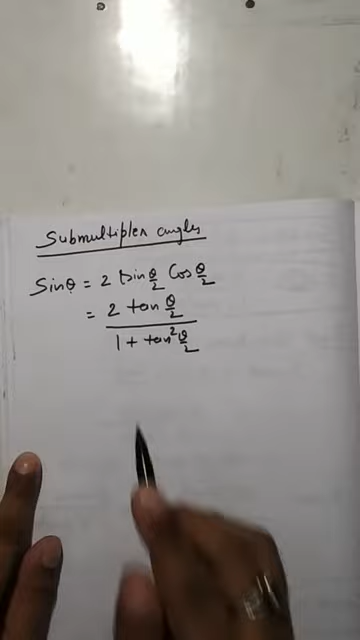 Submultiples angles
Sinθ = 2 sin θ/2 Cos θ/2
= 2 tan θ/2
1 + tan² θ/2